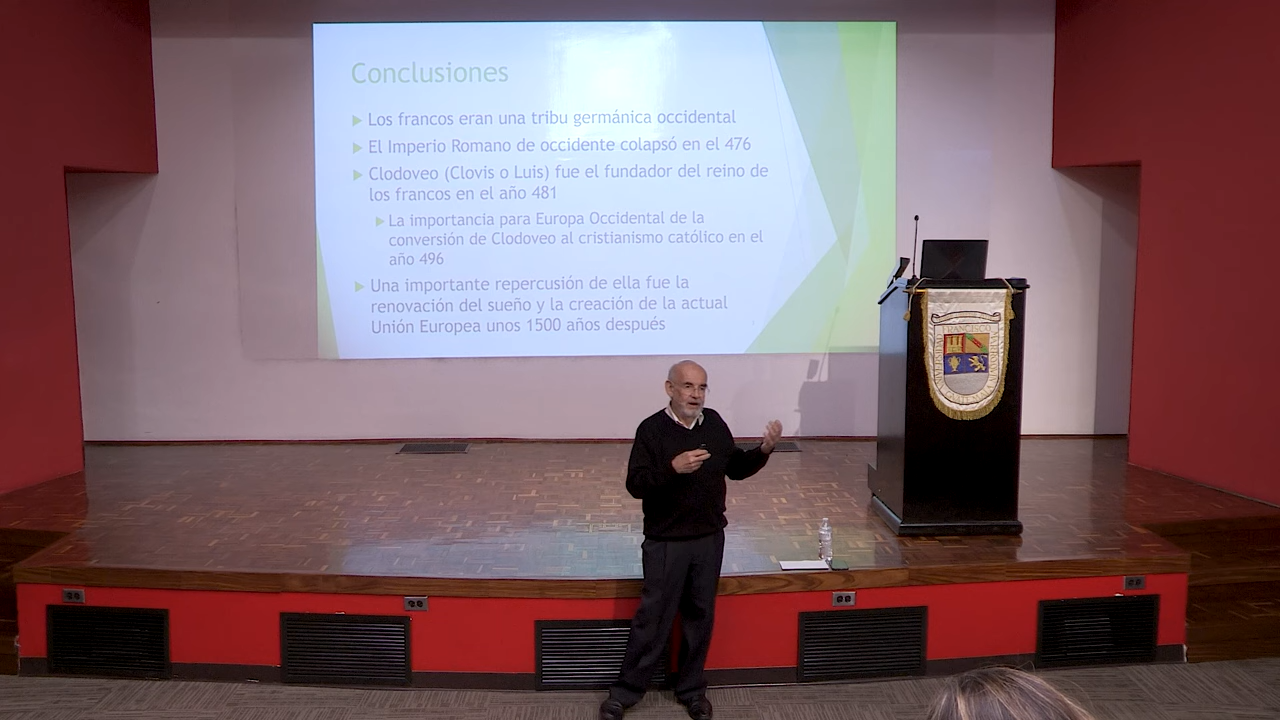 Conclusiones
Los francos eran una tribu germánica occidental
El Imperio Romano de occidente colapsó en el 476
Clodoveo (Clovis o Luis) fue el fundador del reino de
los francos en el año 481
La importancia para Europa Occidental de la
conversión de Clodoveo al cristianismo católico en el
año 496
Una importante repercusión de ella fue la
renovación del sueño y la creación de la actual
Unión Europea unos 1500 años después
FRANCISCO